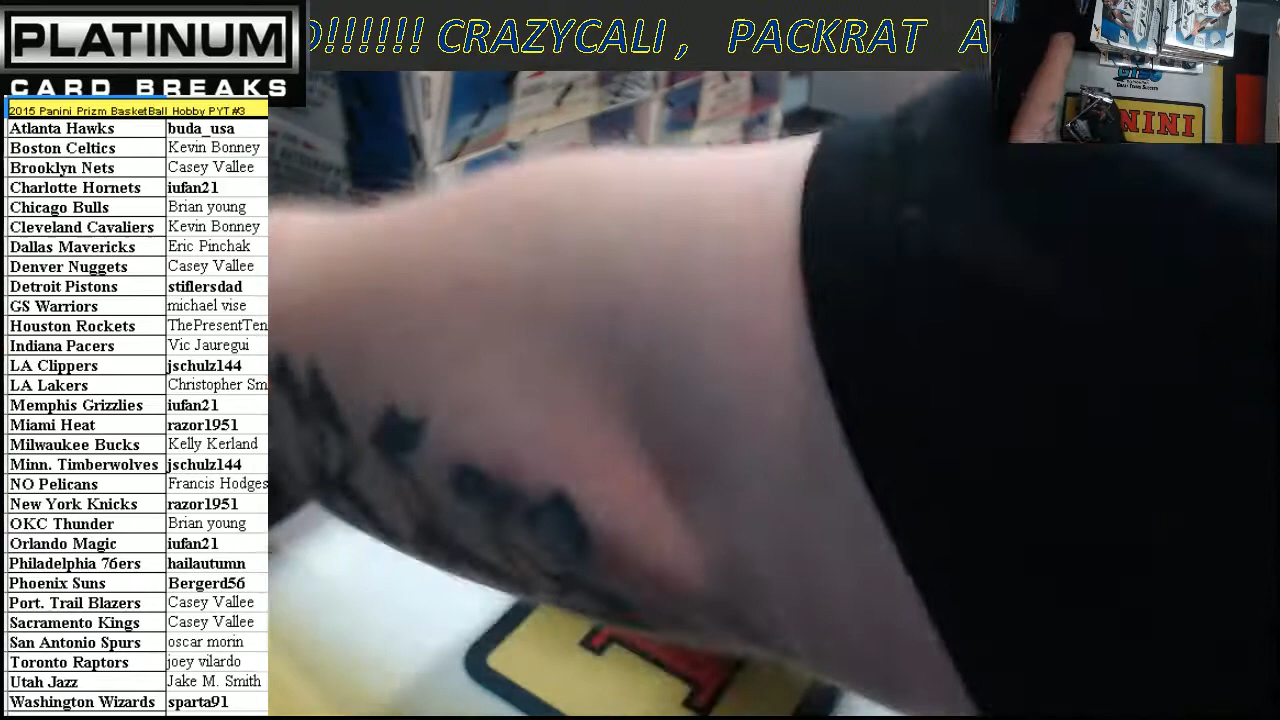 PLATINUM
CARD BREAKS
D!!!!!! CRAZYCALI , PACKRAT A
2015 Panini Prizm BasketBall Hobby PYT #3
Atlanta Hawks buda_usa
Boston Celtics Kevin Bonney
Brooklyn Nets Casey Vallee
Charlotte Hornets iufan21
Chicago Bulls Brian young
Cleveland Cavaliers Kevin Bonney
Dallas Mavericks Eric Pinchak
Denver Nuggets Casey Vallee
Detroit Pistons stiflersdad
GS Warriors michael vise
Houston Rockets ThePresentTen
Indiana Pacers Vic Jauregui
LA Clippers jschulz144
LA Lakers Christopher Sm
Memphis Grizzlies iufan21
Miami Heat razor1951
Milwaukee Bucks Kelly Kerland
Minn. Timberwolves jschulz144
NO Pelicans Francis Hodges
New York Knicks razor1951
OKC Thunder Brian young
Orlando Magic iufan21
Philadelphia 76ers hailautumn
Phoenix Suns Bergerd56
Port. Trail Blazers Casey Vallee
Sacramento Kings Casey Vallee
San Antonio Spurs oscar morin
Toronto Raptors joey vilardo
Utah Jazz Jake M. Smith
Washington Wizards sparta91
GTS
NINI